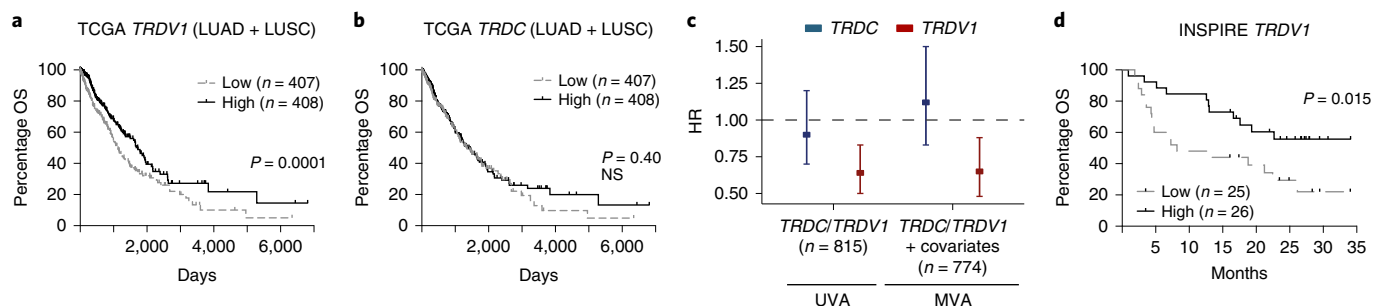 a
TCGA TRDV1 (LUAD + LUSC)
Percentage OS
100
80
60
40
20
0
Low (n = 407)
High (n = 408)
P = 0.0001
2,000
4,000
6,000
Days
b
TCGA TRDC (LUAD + LUSC)
Percentage OS
100
80
60
40
20
0
Low (n = 407)
High (n = 408)
P = 0.40
NS
2,000
4,000
6,000
Days
c
TRDC
TRDV1
HR
1.50
1.25
1.00
0.75
0.50
TRDC/TRDV1
(n = 815)
UVA
TRDC/TRDV1
+ covariates
(n = 774)
MVA
d
INSPIRE TRDV1
Percentage OS
100
80
60
40
20
0
P = 0.015
Low (n = 25)
High (n = 26)
5
10
15
20
25
30
35
Months